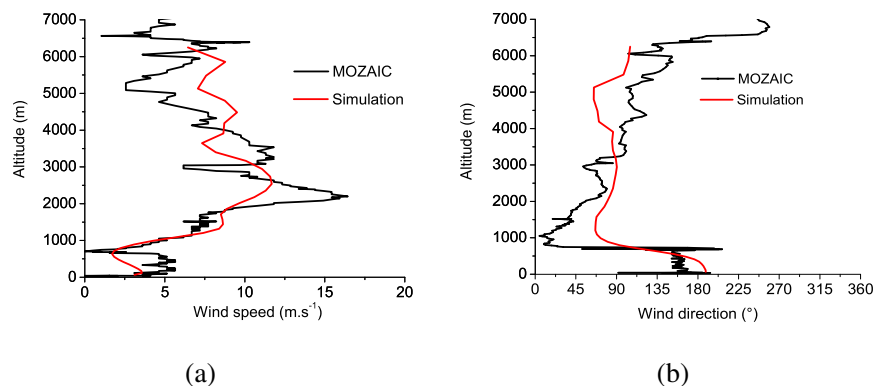 7000
6000
5000
4000
3000
2000
1000
0
Altitude (m)
0 5 10 15 20
Wind speed (m.s⁻¹)
MOZAIC
Simulation
(a)
7000
6000
5000
4000
3000
2000
1000
0
Altitude (m)
0 45 90 135 180 225 270 315 360
Wind direction (°)
MOZAIC
Simulation
(b)